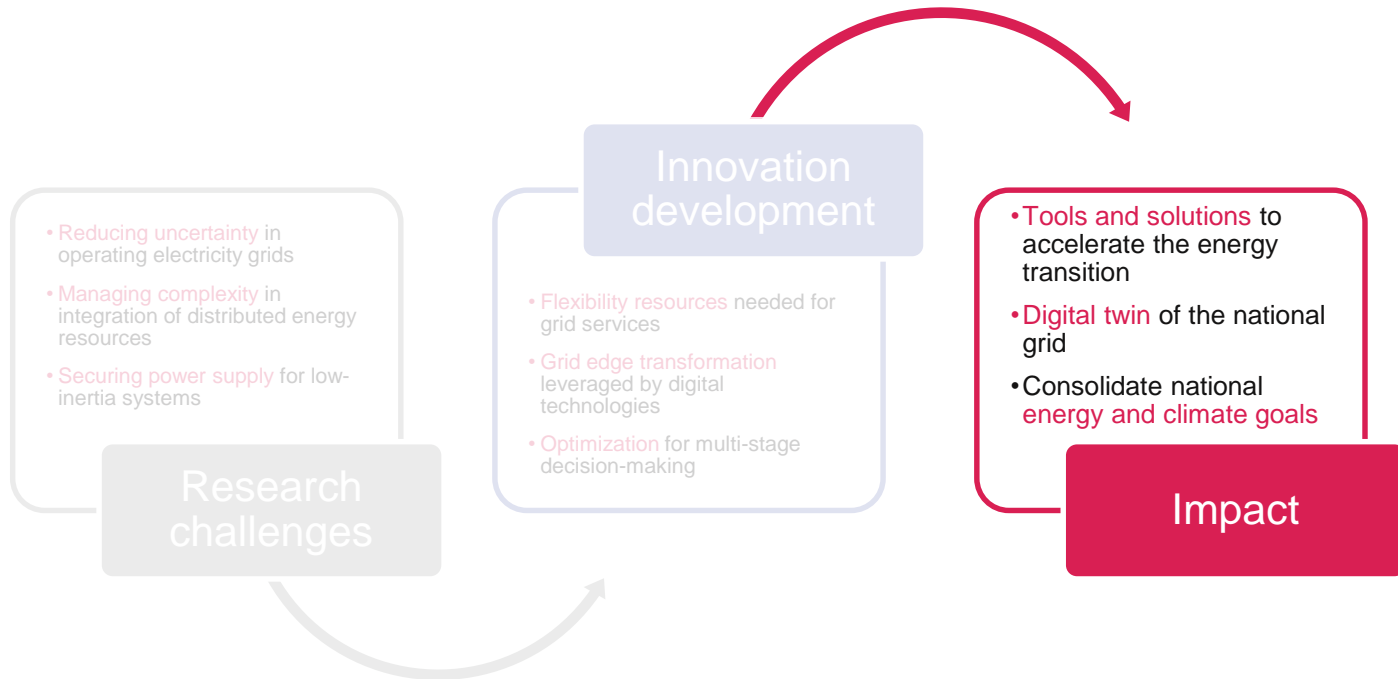 • Reducing uncertainty in
operating electricity grids
• Managing complexity in
integration of distributed energy
resources
• Securing power supply for low-
inertia systems
Research
challenges
Innovation
development
• Flexibility resources needed for
grid services
• Grid edge transformation
leveraged by digital
technologies
• Optimization for multi-stage
decision-making
•Tools and solutions to
accelerate the energy
transition
•Digital twin of the national
grid
•Consolidate national
energy and climate goals
Impact